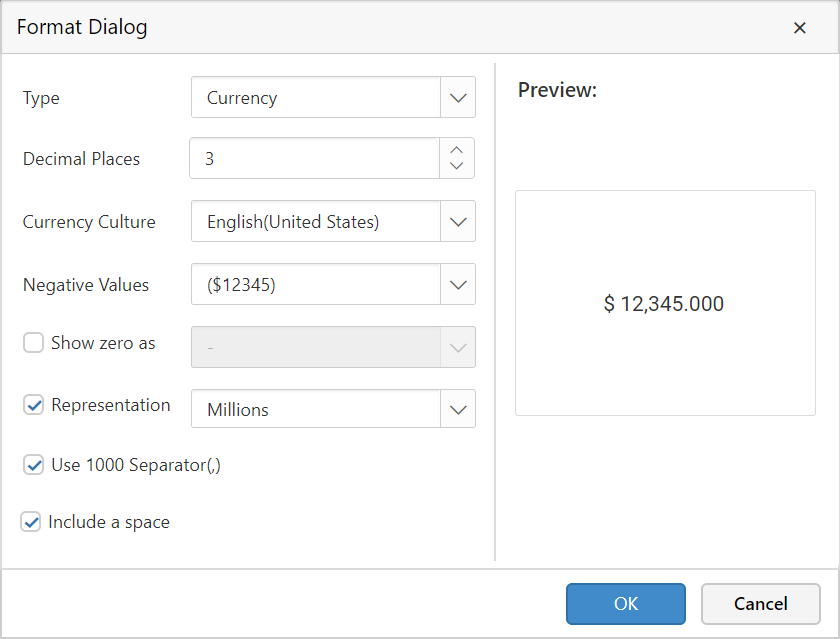 Format Dialog
Type
Currency
Preview:
Decimal Places
3
Currency Culture
English(United States)
Negative Values
($12345)
$ 12,345.000
Show zero as
-
Representation
Millions
Use 1000 Separator(,)
Include a space
OK
Cancel